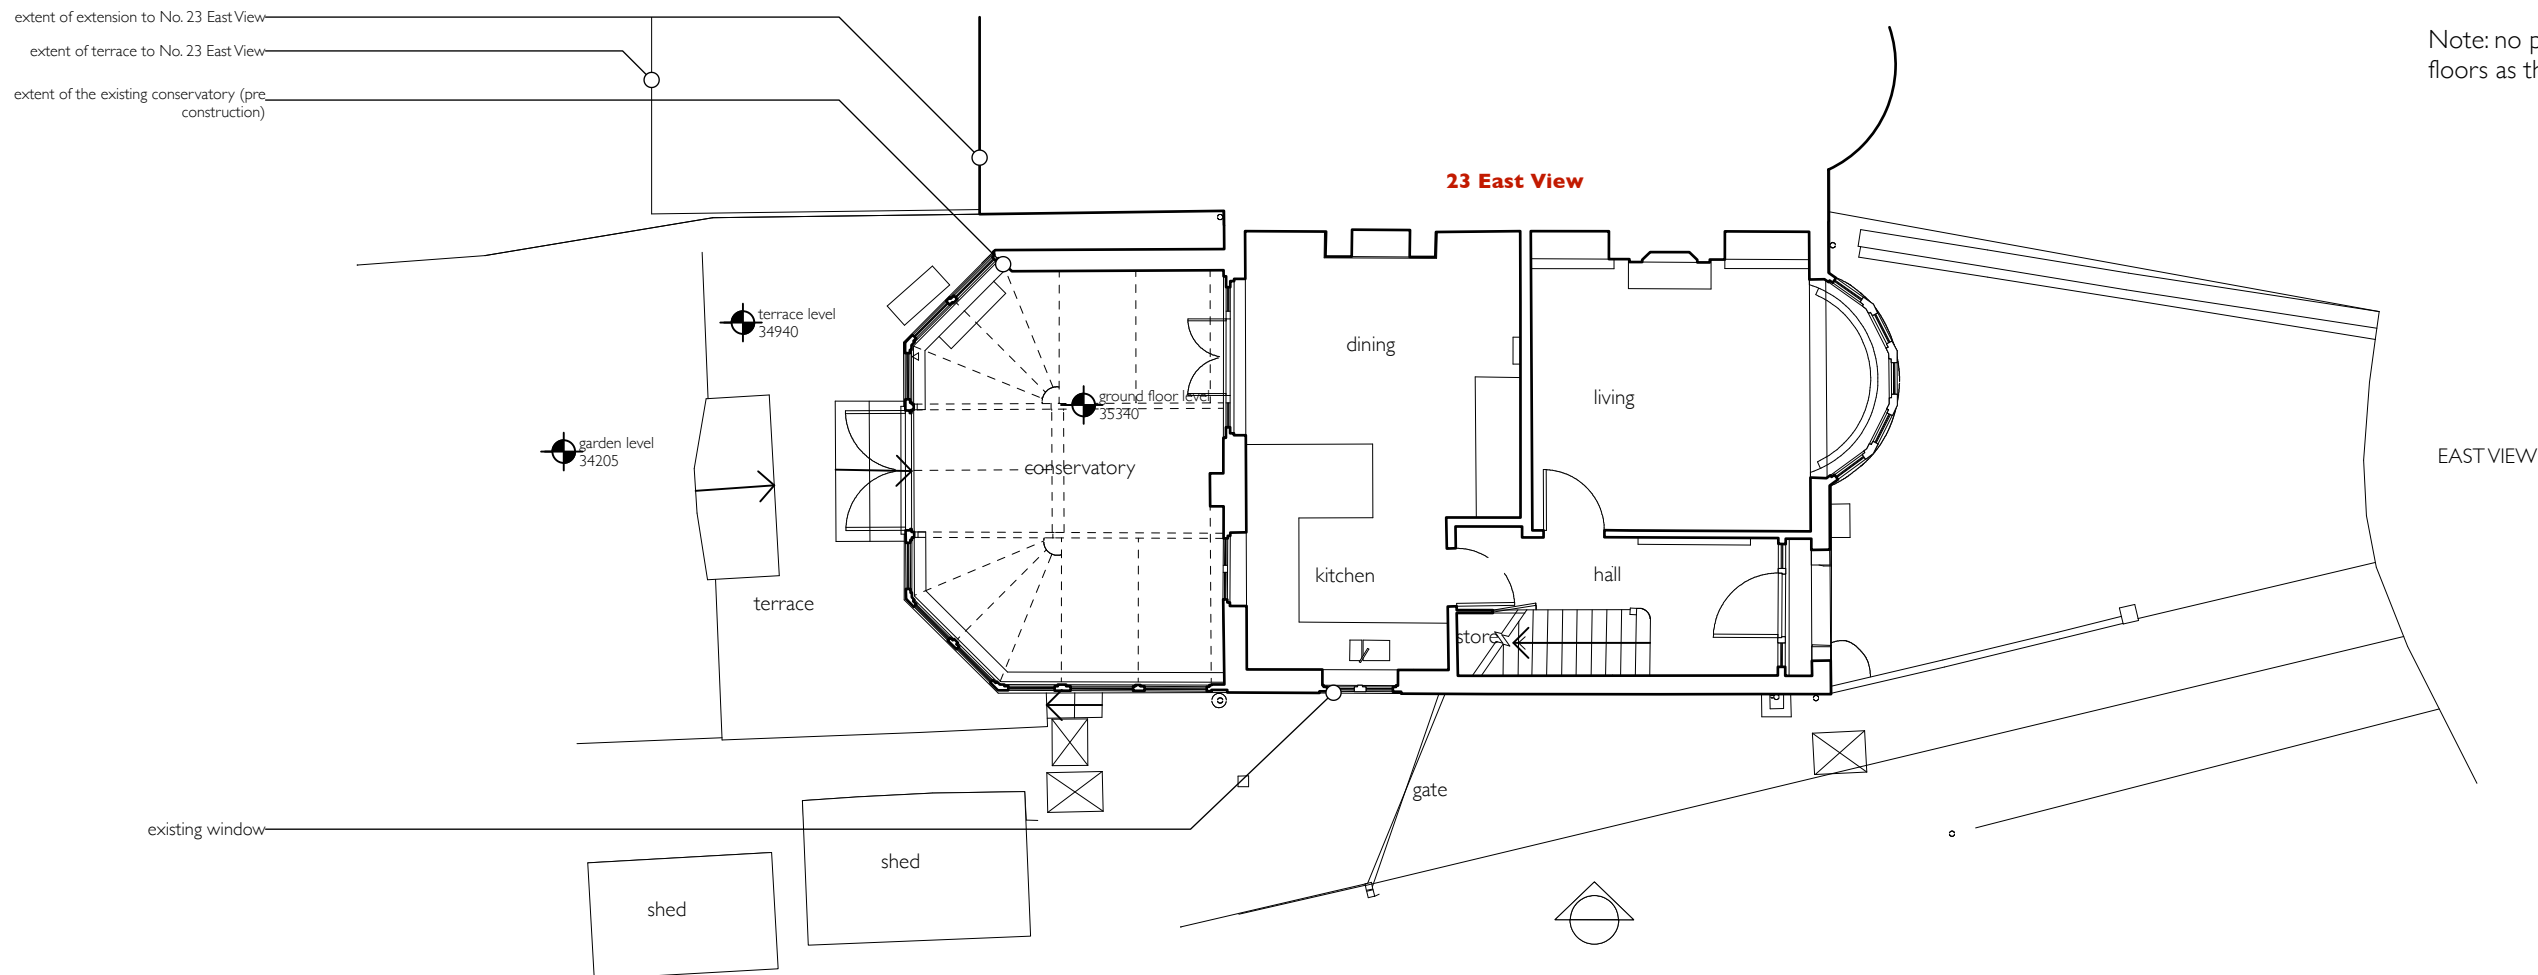 extent of extension to No. 23 East View
extent of terrace to No. 23 East View
extent of the existing conservatory (pre
construction)
Note: no
floors as
23 East View
terrace level
34940
dining
ground floor level
35340
living
garden level
34205
conservatory
EAST VIEW
kitchen
hall
terrace
store
gate
existing window
shed
shed